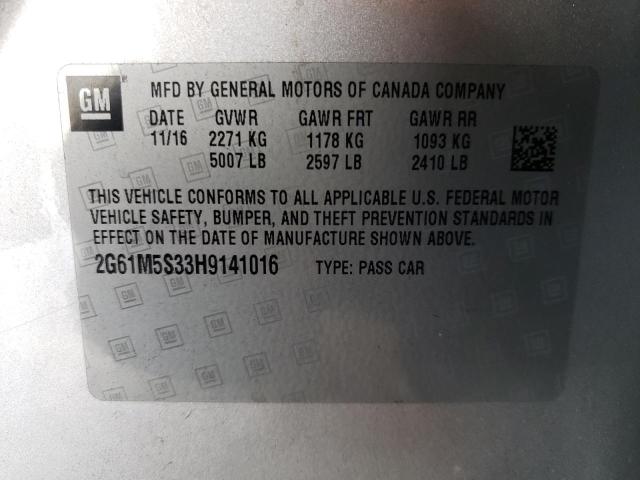 GM
MFD BY GENERAL MOTORS OF CANADA COMPANY
DATE GVWR GAWR FRT GAWR RR
11/16 2271 KG 1178 KG 1093 KG
5007 LB 2597 LB 2410 LB
THIS VEHICLE CONFORMS TO ALL APPLICABLE U.S. FEDERAL MOTOR
VEHICLE SAFETY, BUMPER, AND THEFT PREVENTION STANDARDS IN
EFFECT ON THE DATE OF MANUFACTURE SHOWN ABOVE.
2G61M5S33H9141016 TYPE: PASS CAR